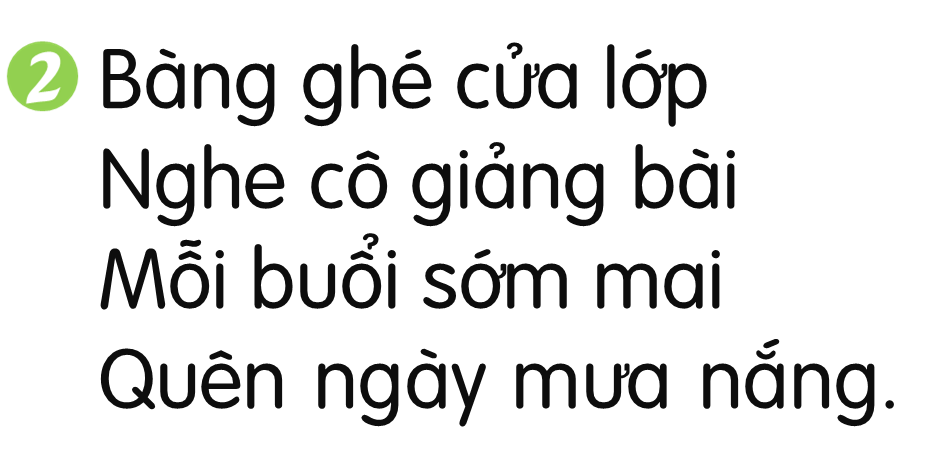 2 Bàng ghé cửa lớp
Nghe cô giảng bài
Mỗi buổi sớm mai
Quên ngày mưa nắng.